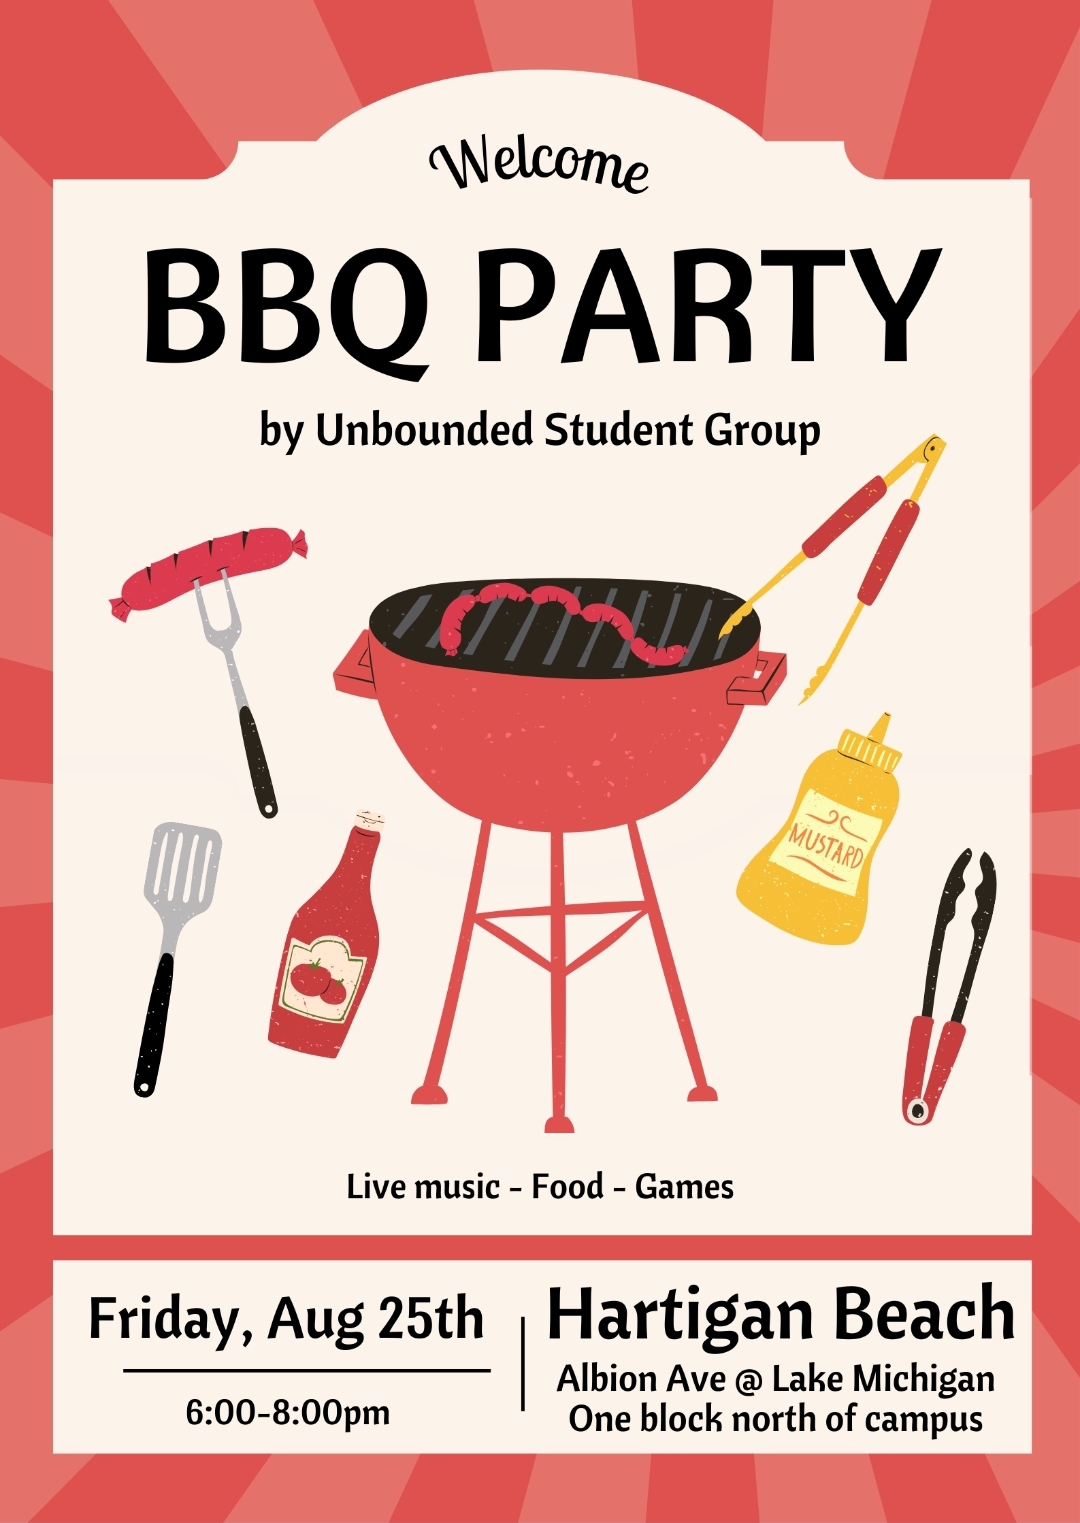 Welcome
BBQ PARTY
by Unbounded Student Group
MUSTARD
Live music - Food - Games
Friday, Aug 25th
6:00-8:00pm
Hartigan Beach
Albion Ave @ Lake Michigan
One block north of campus